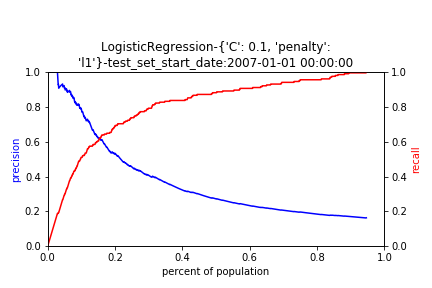 LogisticRegression-{'C': 0.1, 'penalty':
'l1'}-test_set_start_date:2007-01-01 00:00:00
1.0
0.8
0.6
0.4
0.2
0.0
precision
1.0
0.8
0.6
0.4
0.2
0.0
recall
0.0 0.2 0.4 0.6 0.8 1.0
percent of population